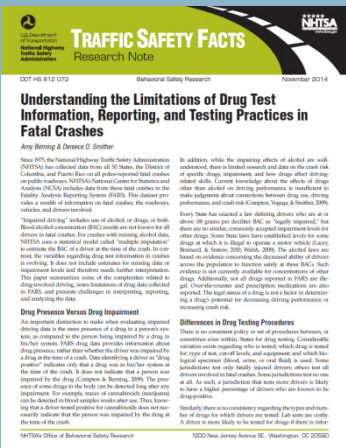 U.S. Department
of Transportation
National Highway
Traffic Safety
Administration
TRAFFIC SAFETY FACTS
Research Note
NHTSA
www.nhtsa.gov
DOT HS 812 072
Behavioral Safety Research
November 2014
Understanding the Limitations of Drug Test
Information, Reporting, and Testing Practices in
Fatal Crashes
Amy Berning & Dereece D. Smither
Since 1975, the National Highway Traffic Safety Administration
(NHTSA) has collected data from all 50 States, the District of
Columbia, and Puerto Rico on all police-reported fatal crashes
on public roadways. NHTSA's National Center for Statistics and
Analysis (NCSA) includes data from these fatal crashes in the
Fatality Analysis Reporting System (FARS). This dataset pro-
vides a wealth of information on fatal crashes, the roadways,
vehicles, and drivers involved.
"Impaired driving" includes use of alcohol, or drugs, or both.
Blood alcohol concentration (BAC) results are not known for all
drivers in fatal crashes. For crashes with missing alcohol data,
NHTSA uses a statistical model called "multiple imputation"
to estimate the BAC of a driver at the time of the crash. In con-
trast, the variables regarding drug test information in crashes
is evolving. It does not include estimates for missing data or
impairment levels and therefore needs further interpretation.
This paper summarizes some of the complexities related to
drug-involved driving, notes limitations of drug data collected
in FARS, and presents challenges in interpreting, reporting,
and analyzing the data.
Drug Presence Versus Drug Impairment
An important distinction to make when evaluating impaired
driving data is the mere presence of a drug in a person's sys-
tem, as compared to the person being impaired by a drug in
his/her system. FARS drug data provides information about
drug presence, rather than whether the driver was impaired by
a drug at the time of a crash. Data identifying a driver as "drug
positive" indicates only that a drug was in his/her system at
the time of the crash. It does not indicate that a person was
impaired by the drug (Compton & Berning, 2009). The pres-
ence of some drugs in the body can be detected long after any
impairment. For example, traces of cannabinoids (marijuana)
can be detected in blood samples weeks after use. Thus, know-
ing that a driver tested positive for cannabinoids does not nec-
essarily indicate that the person was impaired by the drug at
the time of the crash.
In addition, while the impairing effects of alcohol are well-
understood, there is limited research and data on the crash risk
of specific drugs, impairment, and how drugs affect driving-
related skills. Current knowledge about the effects of drugs
other than alcohol on driving performance is insufficient to
make judgments about connections between drug use, driving
performance, and crash risk (Compton, Vegega, & Smither, 2009).
Every State has enacted a law defining drivers who are at or
above .08 grams per deciliter BAC as "legally impaired," but
there are no similar, commonly accepted impairment levels for
other drugs. Some State laws have established levels for some
drugs at which it is illegal to operate a motor vehicle (Lacey,
Brainard, & Snitow, 2010; Walsh, 2009). The alcohol laws are
based on evidence concerning the decreased ability of drivers
across the population to function safely at these BACs. Such
evidence is not currently available for concentrations of other
drugs. Additionally, not all drugs reported in FARS are ille-
gal. Over-the-counter and prescription medications are also
reported. The legal status of a drug is not a factor in determin-
ing a drug's potential for decreasing driving performance or
increasing crash risk.
Differences in Drug Testing Procedures
There is no consistent policy or set of procedures between, or
sometimes even within, States for drug testing. Considerable
variation exists regarding who is tested; which drug is tested
for; type of test, cut-off levels, and equipment; and which bio-
logical specimen (blood, urine, or oral fluid) is used. Some
jurisdictions test only fatally injured drivers; others test all
drivers involved in fatal crashes. Some jurisdictions test no one
at all. As such, a jurisdiction that tests more drivers is likely
to have a higher percentage of drivers who are known to be
drug-positive.
Similarly, there is no consistency regarding the types and num-
ber of drugs for which drivers are tested. Lab tests are costly.
A driver is more likely to be tested for drugs if there is infor-
NHTSA's Office of Behavioral Safety Research
1200 New Jersey Avenue SE., Washington, DC 20590